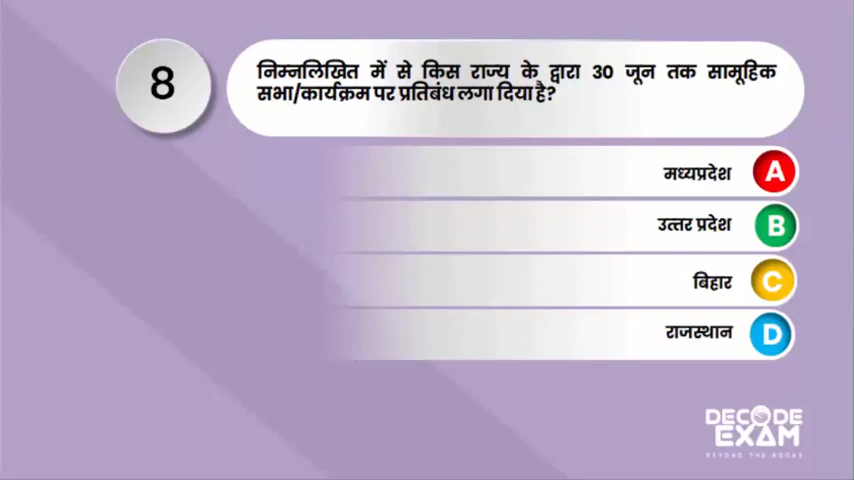 8
निम्नलिखित में से किस राज्य के द्वारा 30 जून तक सामूहिक
सभा/कार्यक्रम पर प्रतिबंध लगा दिया है?
मध्यप्रदेश A
उत्तर प्रदेश B
बिहार C
राजस्थान D
DECODE
EXAM
BEYOND THE BOOKS